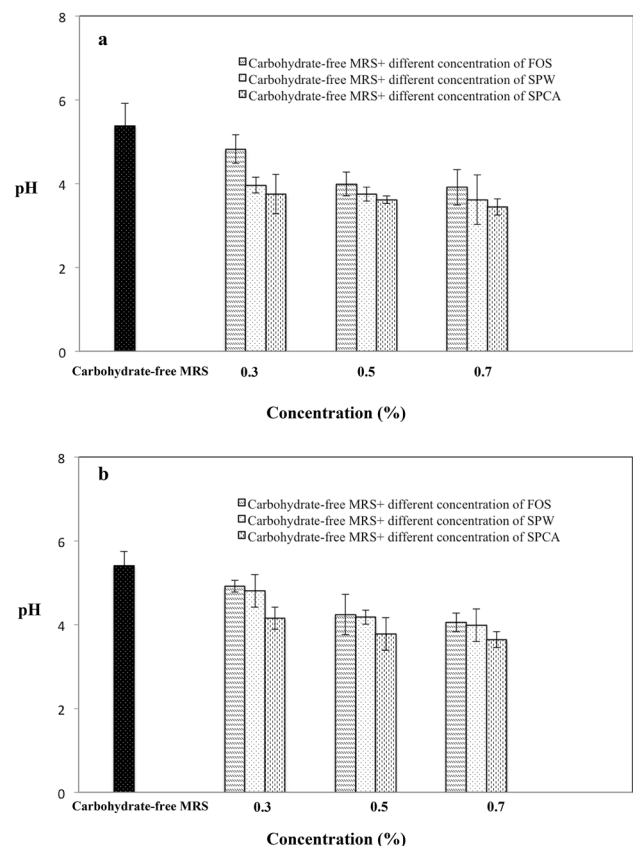 8
a
Carbohydrate-free MRS+ different concentration of FOS
Carbohydrate-free MRS+ different concentration of SPW
Carbohydrate-free MRS+ different concentration of SPCA
6
pH
4
2
0
Carbohydrate-free MRS 0.3 0.5 0.7
Concentration (%)
8
b
Carbohydrate-free MRS+ different concentration of FOS
Carbohydrate-free MRS+ different concentration of SPW
Carbohydrate-free MRS+ different concentration of SPCA
6
pH
4
2
0
Carbohydrate-free MRS 0.3 0.5 0.7
Concentration (%)